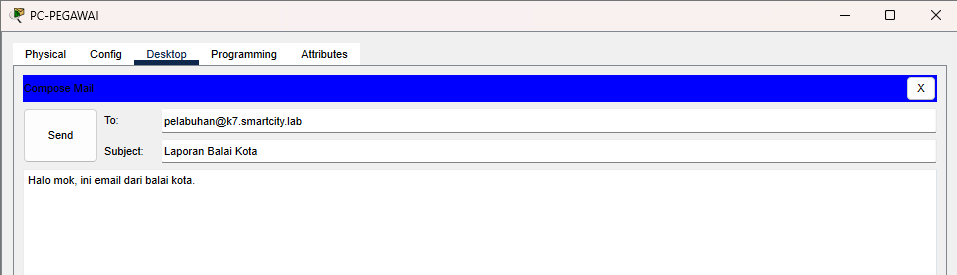 PC-PEGAWAI
Physical Config Desktop Programming Attributes
Compose Mail
X
Send
To: pelabuhan@k7.smartcity.lab
Subject: Laporan Balai Kota
Halo mok, ini email dari balai kota.